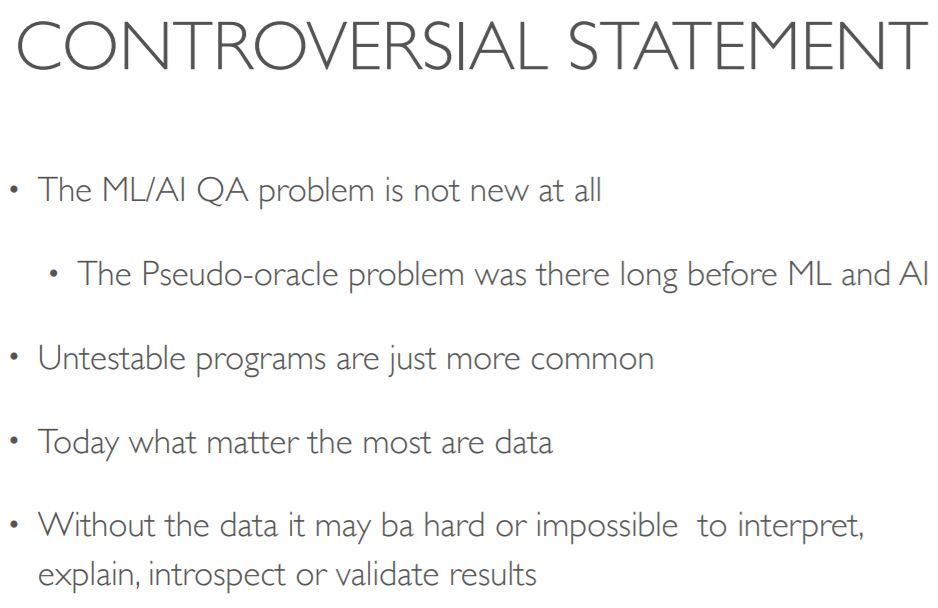 CONTROVERSIAL STATEMENT
• The ML/AI QA problem is not new at all
• The Pseudo-oracle problem was there long before ML and AI
• Untestable programs are just more common
• Today what matter the most are data
• Without the data it may ba hard or impossible  to interpret,
explain, introspect or validate results